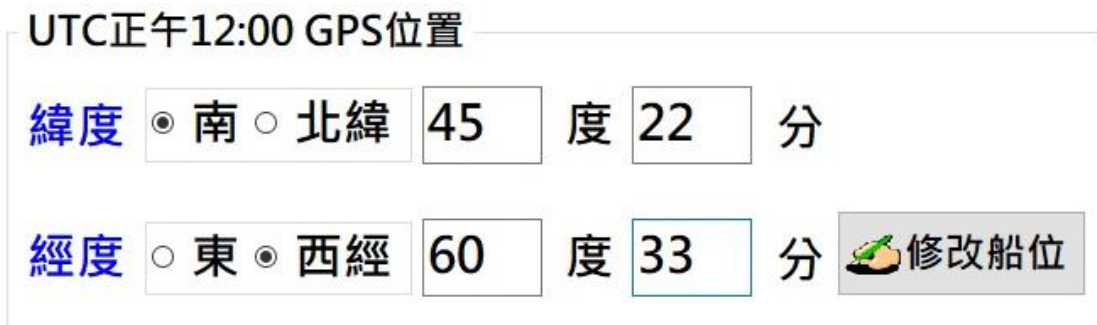 UTC正午12:00 GPS位置
緯度 南 北緯 45 度 22 分
經度 東 西經 60 度 33 分 修改船位